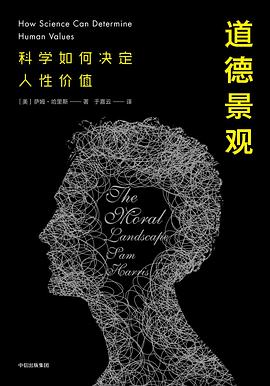 How Science Can Determine
Human Values
科学如何决定
人性价值
[美]萨姆·哈里斯——著 于嘉云——译
道德景观
The
Moral
Landscape
Sam
Harris
中信出版集团